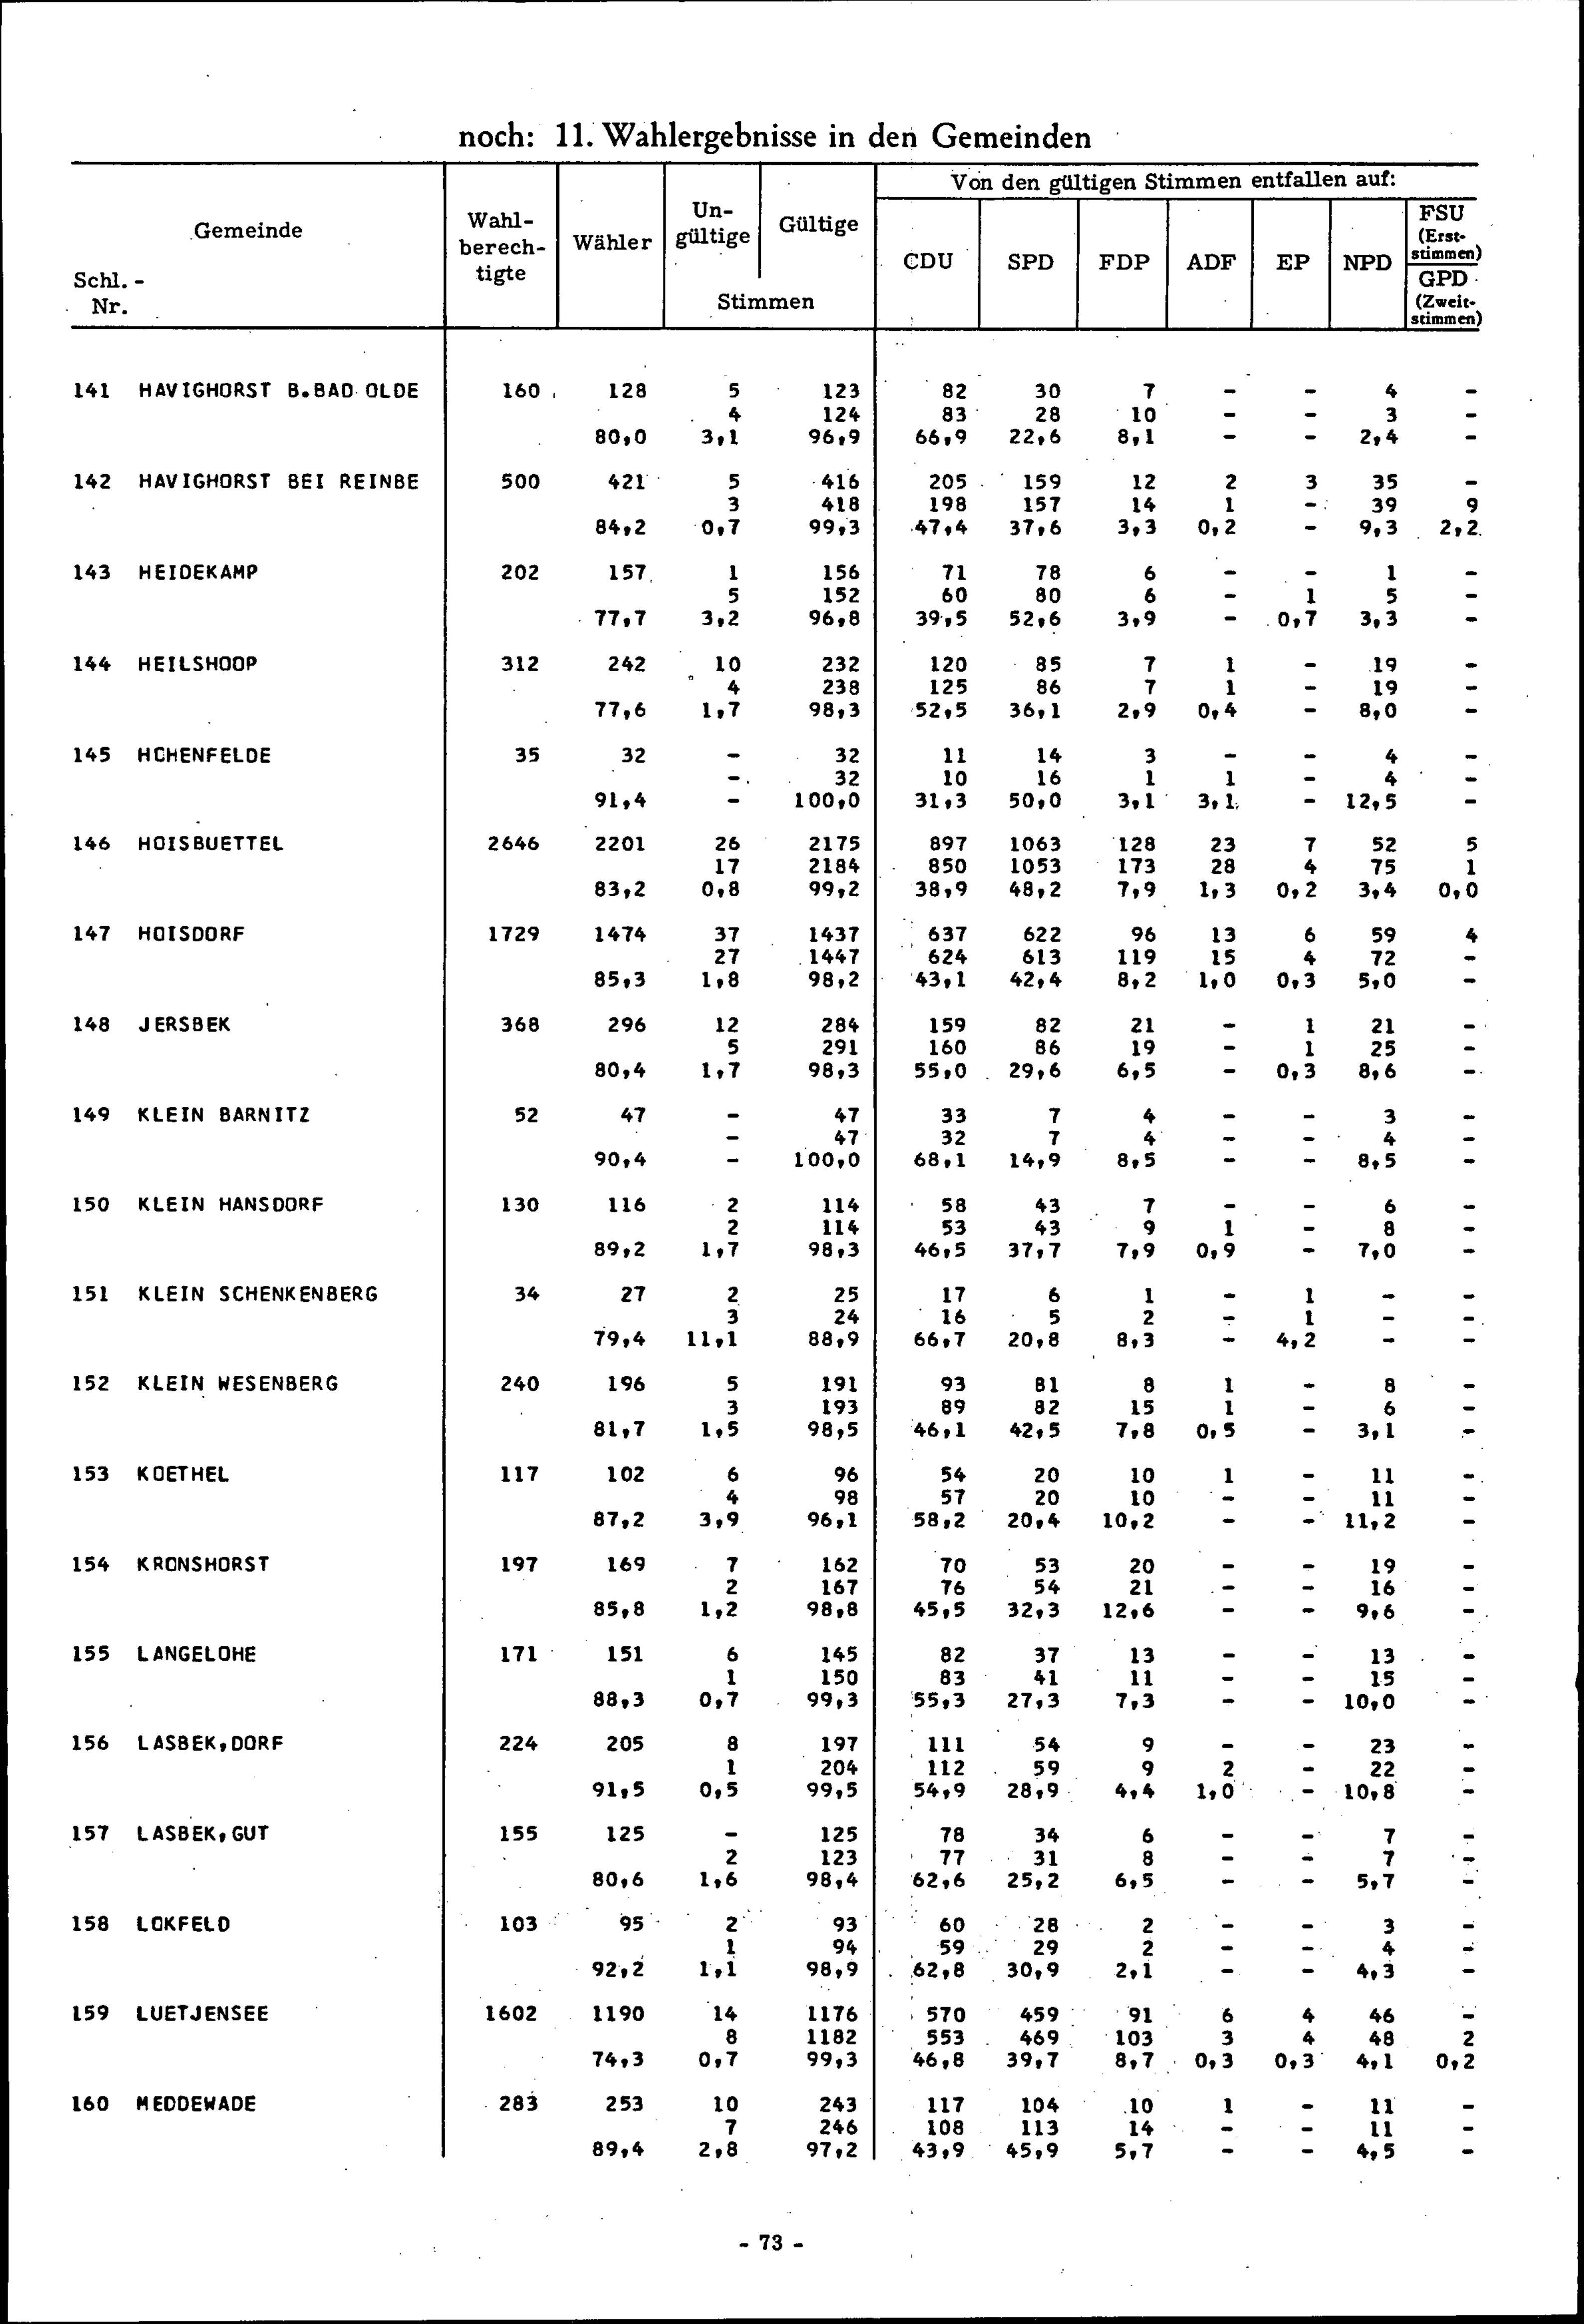 noch: 11. Wahlergebnisse in den Gemeinden
Gemeinde
Schl.-
Nr.
Wahl-
berech-
tigte
Wähler
Un-
gültige
Gültige
Stimmen
Von den gültigen Stimmen entfallen auf:
CDU SPD FDP ADF EP NPD
FSU
(Erst-
stimmen)
GPD
(Zweit-
stimmen)
141 HAVIGHORST B.BAD OLDE 160 128 5 123 82 30 7 - - 4 -
4 124 83 28 10 - - 3 -
80,0 3,1 96,9 66,9 22,6 8,1 - - 2,4 -
142 HAVIGHORST BEI REINBE 500 421 5 416 205 159 12 2 3 35 -
3 418 198 157 14 1 - 39 9
84,2 0,7 99,3 47,4 37,6 3,3 0,2 - 9,3 2,2
143 HEIDEKAMP 202 157 1 156 71 78 6 - - 1 -
5 152 60 80 6 - 1 5 -
77,7 3,2 96,8 39,5 52,6 3,9 - 0,7 3,3 -
144 HEILSHOOP 312 242 10 232 120 85 7 1 - 19 -
4 238 125 86 7 1 - 19 -
77,6 1,7 98,3 52,5 36,1 2,9 0,4 - 8,0 -
145 HOHENFELDE 35 32 - 32 11 14 3 - - 4 -
- 32 10 16 1 1 - 4 -
91,4 - 100,0 31,3 50,0 3,1 3,1 - 12,5 -
146 HOISBUETTEL 2646 2201 26 2175 897 1063 128 23 7 52 5
17 2184 850 1053 173 28 4 75 1
83,2 0,8 99,2 38,9 48,2 7,9 1,3 0,2 3,4 0,0
147 HOISDORF 1729 1474 37 1437 637 622 96 13 6 59 4
27 1447 624 613 119 15 4 72 -
85,3 1,8 98,2 43,1 42,4 8,2 1,0 0,3 5,0 -
148 JERSBEK 368 296 12 284 159 82 21 - 1 21 -
5 291 160 86 19 - 1 25 -
80,4 1,7 98,3 55,0 29,6 6,5 - 0,3 8,6 -
149 KLEIN BARNITZ 52 47 - 47 33 7 4 - - 3 -
- 47 32 7 4 - - 4 -
90,4 - 100,0 68,1 14,9 8,5 - - 8,5 -
150 KLEIN HANSDORF 130 116 2 114 58 43 7 - - 6 -
2 114 53 43 9 1 - 8 -
89,2 1,7 98,3 46,5 37,7 7,9 0,9 - 7,0 -
151 KLEIN SCHENKENBERG 34 27 2 25 17 6 1 - 1 - -
3 24 16 5 2 - 1 - -
79,4 11,1 88,9 66,7 20,8 8,3 - 4,2 - -
152 KLEIN WESENBERG 240 196 5 191 93 81 8 1 - 8 -
3 193 89 82 15 1 - 6 -
81,7 1,5 98,5 46,1 42,5 7,8 0,5 - 3,1 -
153 KOETHEL 117 102 6 96 54 20 10 1 - 11 -
4 98 57 20 10 - - 11 -
87,2 3,9 96,1 58,2 20,4 10,2 - - 11,2 -
154 KRONSHORST 197 169 7 162 70 53 20 - - 19 -
2 167 76 54 21 - - 16 -
85,8 1,2 98,8 45,5 32,3 12,6 - - 9,6 -
155 LANGELOHE 171 151 6 145 82 37 13 - - 13 -
1 150 83 41 11 - - 15 -
88,3 0,7 99,3 55,3 27,3 7,3 - - 10,0 -
156 LASBEK,DORF 224 205 8 197 111 54 9 - - 23 -
1 204 112 59 9 2 - 22 -
91,5 0,5 99,5 54,9 28,9 4,4 1,0 - 10,8 -
157 LASBEK,GUT 155 125 - 125 78 34 6 - - 7 -
2 123 77 31 8 - - 7 -
80,6 1,6 98,4 62,6 25,2 6,5 - - 5,7 -
158 LOKFELD 103 95 2 93 60 28 2 - - 3 -
1 94 59 29 2 - - 4 -
92,2 1,1 98,9 62,8 30,9 2,1 - - 4,3 -
159 LUETJENSEE 1602 1190 14 1176 570 459 91 6 4 46 -
8 1182 553 469 103 3 4 48 2
74,3 0,7 99,3 46,8 39,7 8,7 0,3 0,3 4,1 0,2
160 MEDDEWADE 283 253 10 243 117 104 10 1 - 11 -
7 246 108 113 14 - - 11 -
89,4 2,8 97,2 43,9 45,9 5,7 - - 4,5 -
- 73 -